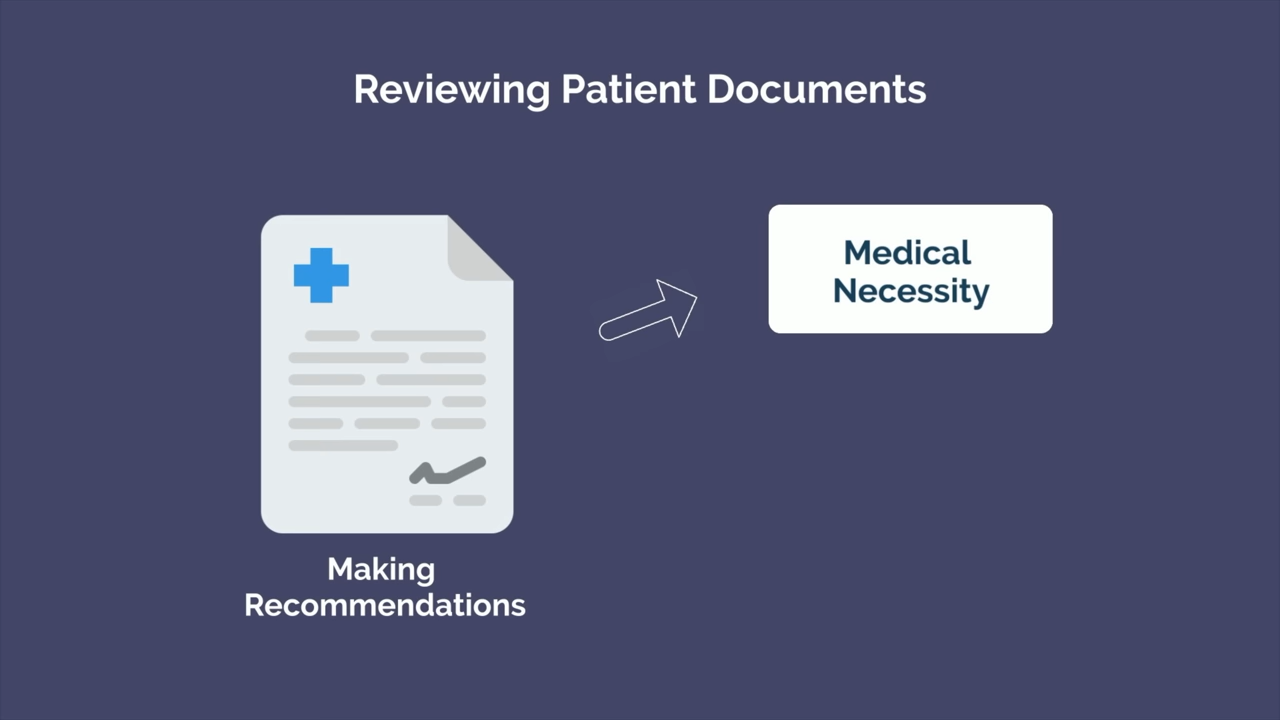 Reviewing Patient Documents
Medical
Necessity
Making
Recommendations